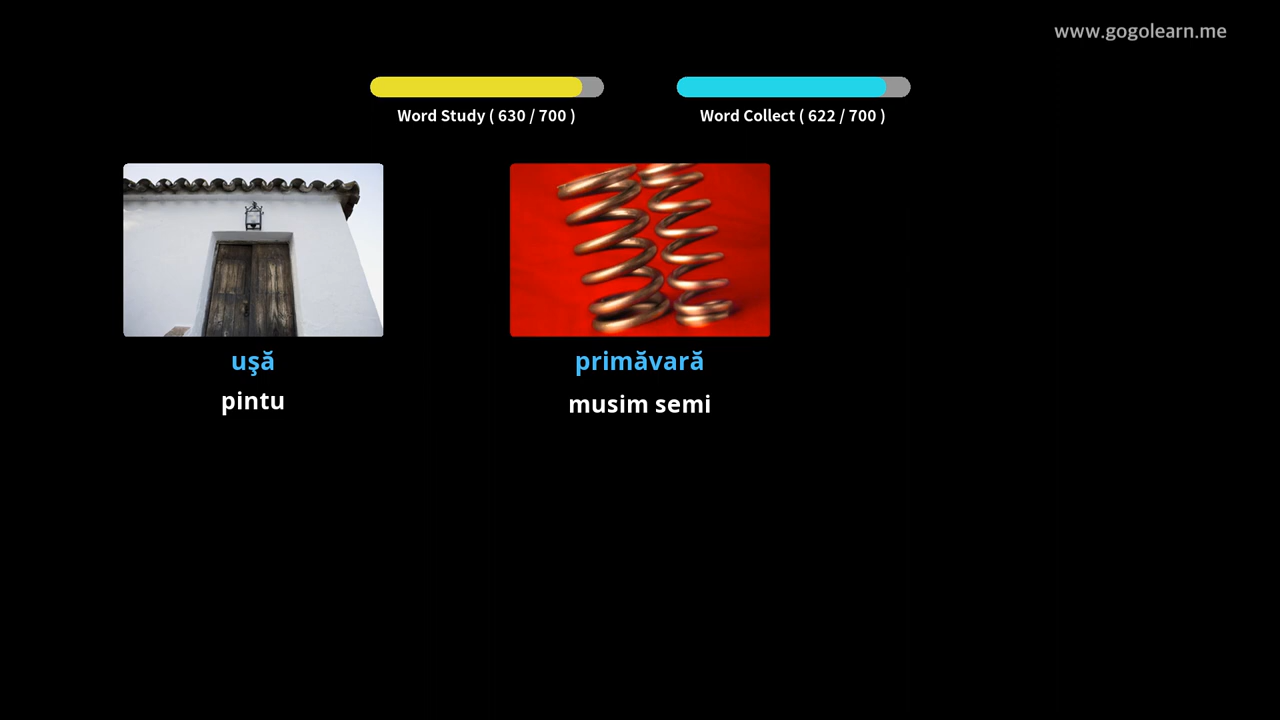 www.gogolearn.me
Word Study ( 630 / 700 )
Word Collect ( 622 / 700 )
uşă
primăvară
pintu
musim semi